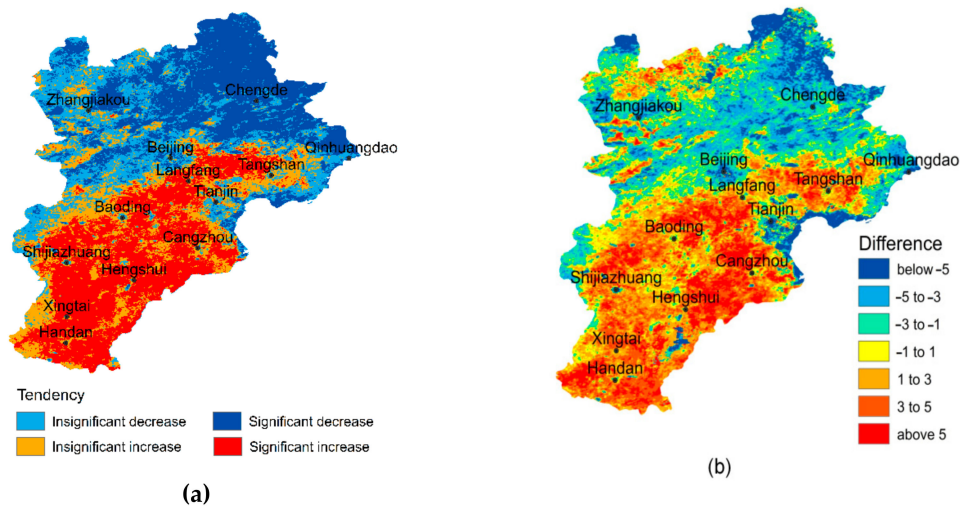 Zhangjiakou
Chengde
Beijing
Qinhuangdao
Langfang
Tangshan
Tianjin
Baoding
Cangzhou
Shijiazhuang
Hengshui
Xingtai
Handan
Tendency
Insignificant decrease
Significant decrease
Insignificant increase
Significant increase
(a)
Zhangjiakou
Chengde
Beijing
Qinhuangdao
Langfang
Tangshan
Tianjin
Baoding
Cangzhou
Shijiazhuang
Hengshui
Xingtai
Handan
Difference
below -5
-5 to -3
-3 to -1
-1 to 1
1 to 3
3 to 5
above 5
(b)